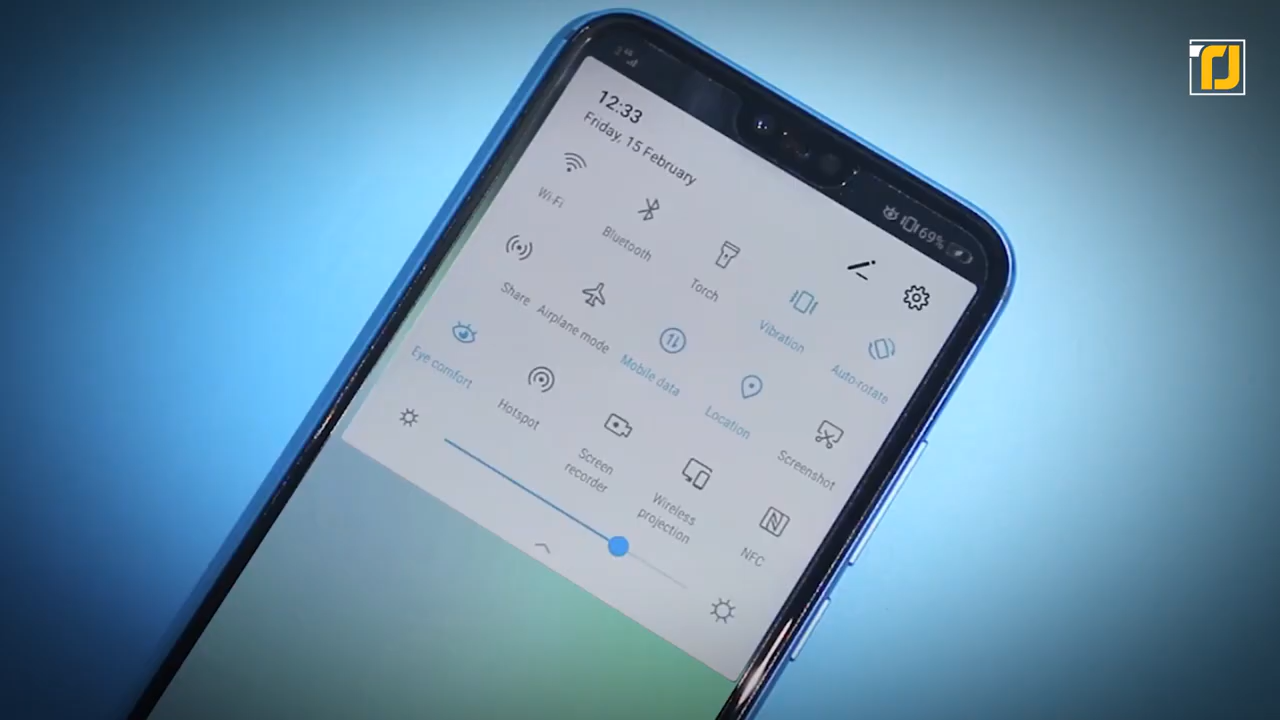 69%
12:33
Friday, 15 February
Wi-Fi
Bluetooth
Torch
Vibration
Auto-rotate
Share
Airplane mode
Mobile data
Location
Screenshot
Eye comfort
Hotspot
Screen
recorder
Wireless
projection
NFC